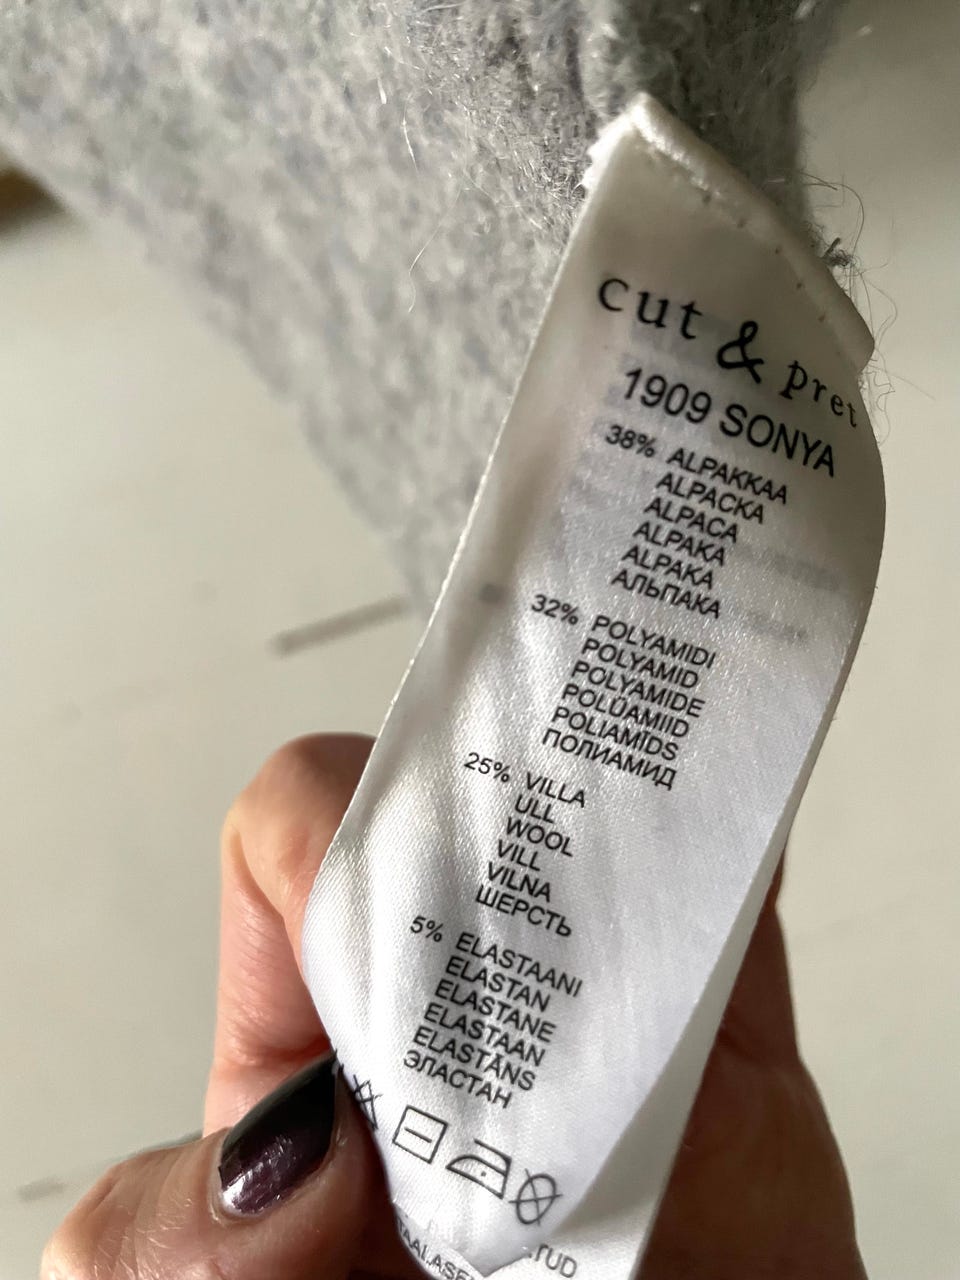 cut & pret
1909 SONYA
38% ALPAKKAA
ALPACKA
ALPACA
ALPAKA
ALPAKA
АЛЬПАКА
32% POLYAMIDI
POLYAMID
POLYAMIDE
POLÜAMIID
POLIAMIDS
ПОЛИАМИД
25% VILLA
ULL
WOOL
VILL
VILNA
ШЕРСТЬ
5% ELASTAANI
ELASTAN
ELASTANE
ELASTAAN
ELASTĀNS
ЭЛАСТАН